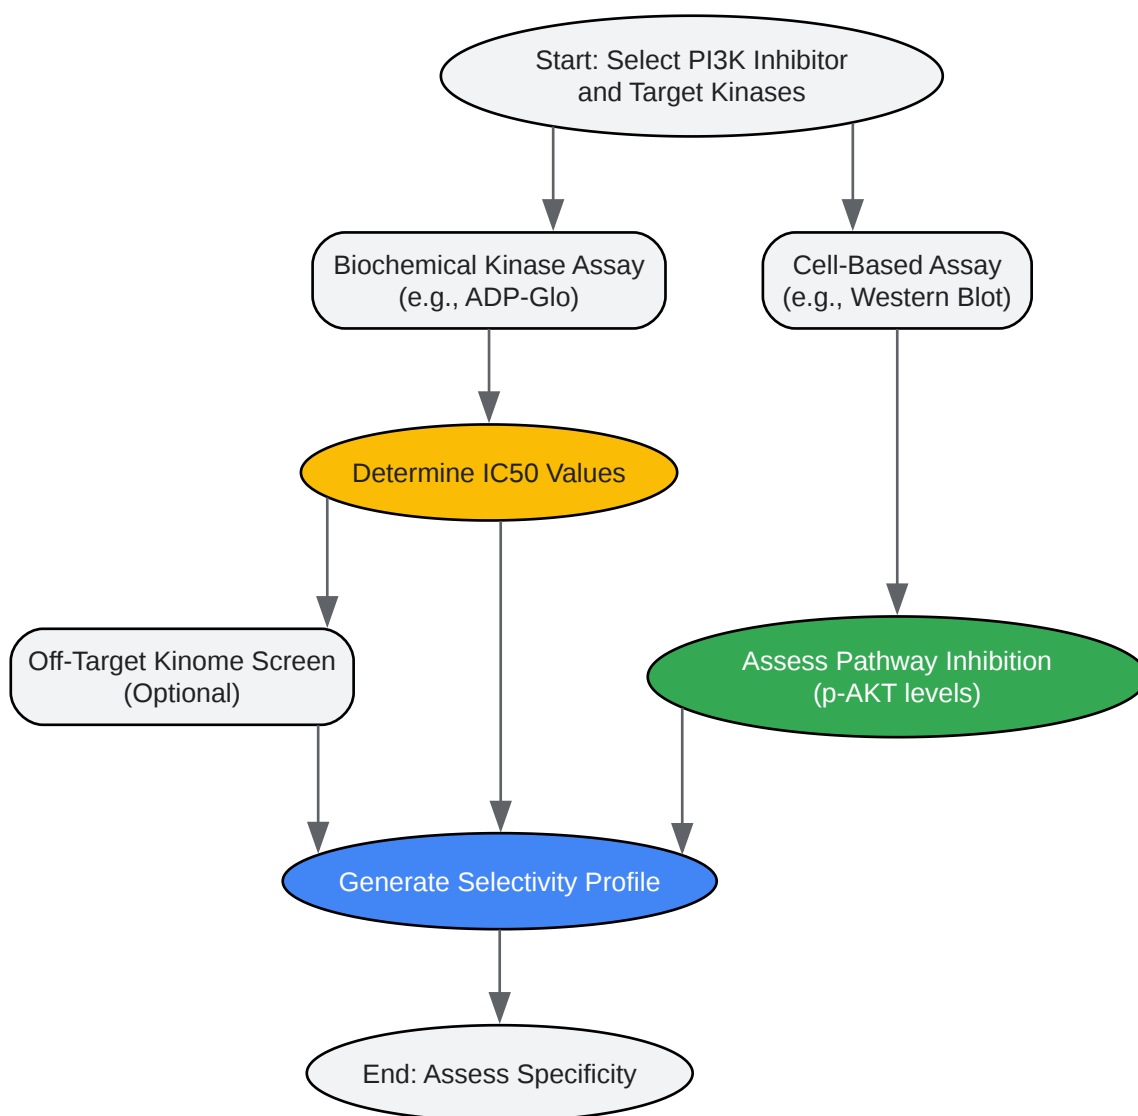 Start: Select PI3K Inhibitor
and Target Kinases
Biochemical Kinase Assay
(e.g., ADP-Glo)
Cell-Based Assay
(e.g., Western Blot)
Determine IC50 Values
Off-Target Kinome Screen
(Optional)
Assess Pathway Inhibition
(p-AKT levels)
Generate Selectivity Profile
End: Assess Specificity